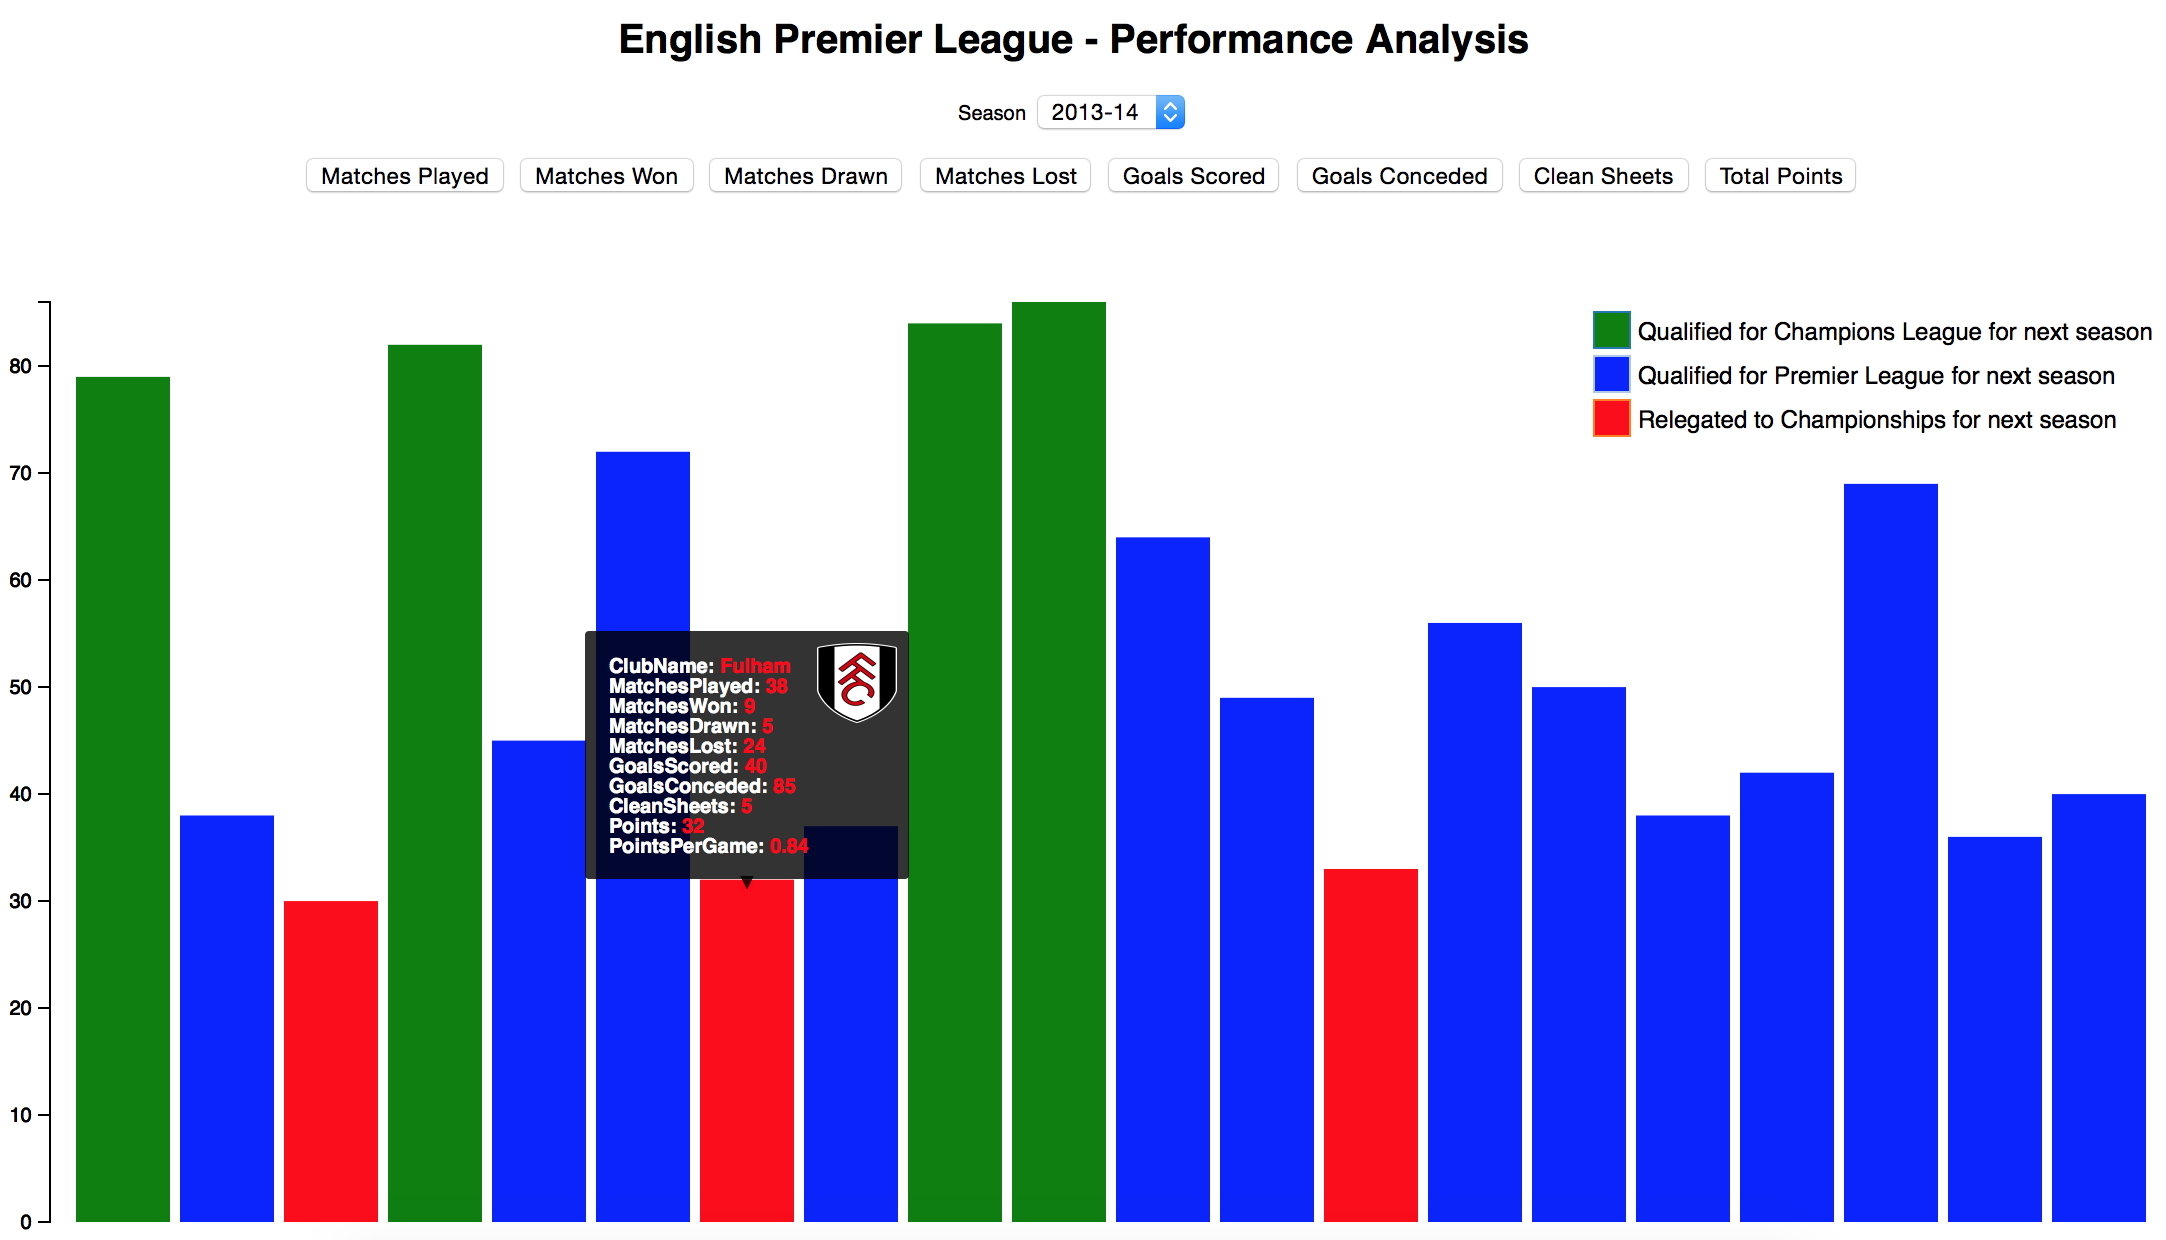 English Premier League - Performance Analysis
Season 2013-14
Matches Played Matches Won Matches Drawn Matches Lost Goals Scored Goals Conceded Clean Sheets Total Points
Qualified for Champions League for next season
Qualified for Premier League for next season
Relegated to Championships for next season
80
70
60
50
40
30
20
10
0
ClubName: Fulham
MatchesPlayed: 38
MatchesWon: 9
MatchesDrawn: 5
MatchesLost: 24
GoalsScored: 40
GoalsConceded: 85
CleanSheets: 5
Points: 32
PointsPerGame: 0.84
FFC